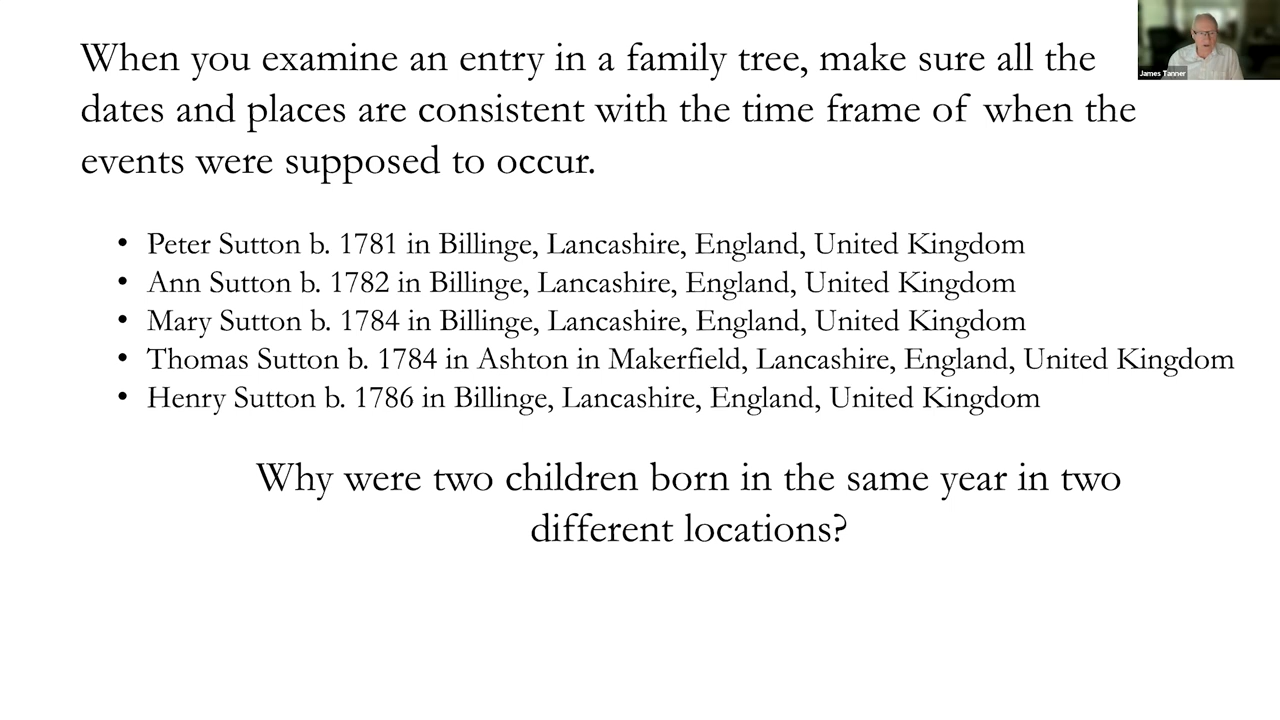 When you examine an entry in a family tree, make sure all the
dates and places are consistent with the time frame of when the
events were supposed to occur.
James Tanner
• Peter Sutton b. 1781 in Billinge, Lancashire, England, United Kingdom
• Ann Sutton b. 1782 in Billinge, Lancashire, England, United Kingdom
• Mary Sutton b. 1784 in Billinge, Lancashire, England, United Kingdom
• Thomas Sutton b. 1784 in Ashton in Makerfield, Lancashire, England, United Kingdom
• Henry Sutton b. 1786 in Billinge, Lancashire, England, United Kingdom
Why were two children born in the same year in two
different locations?